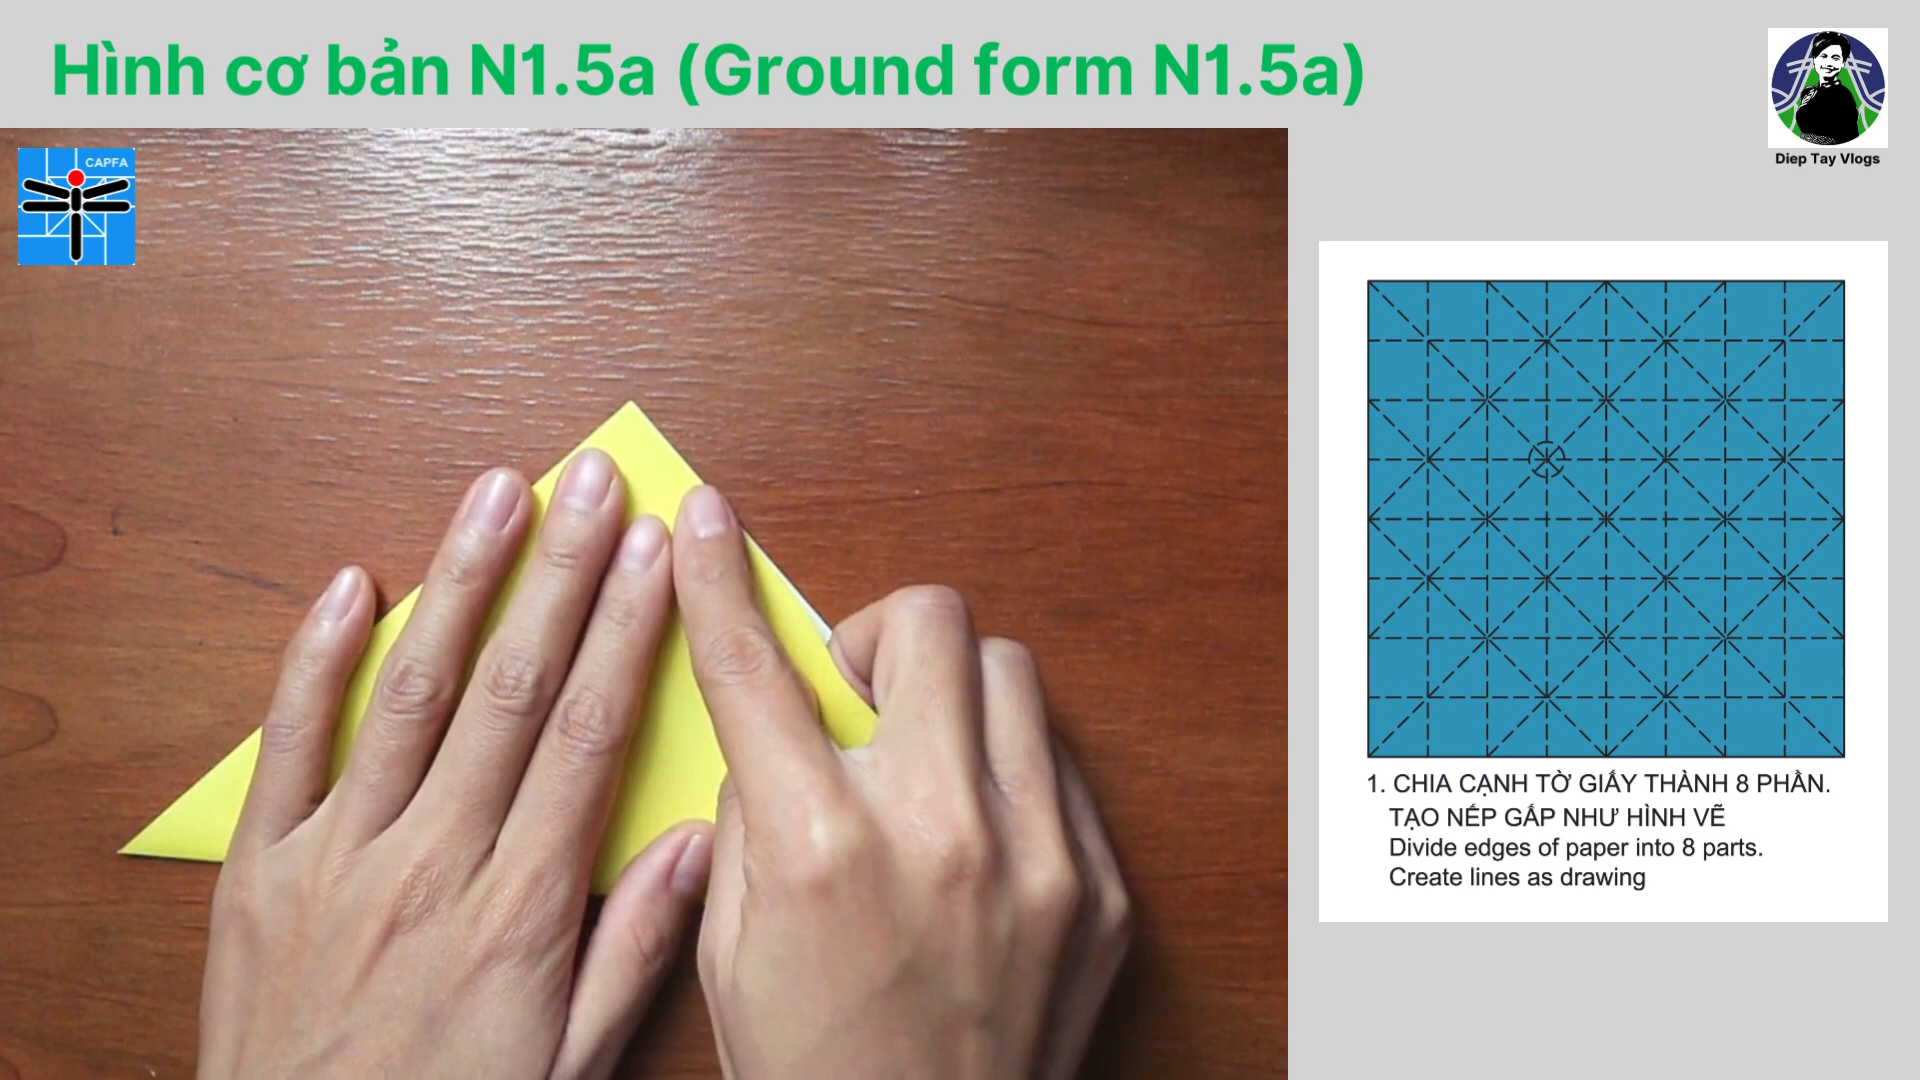 Hình cơ bản N1.5a (Ground form N1.5a)
CAPFA
Diep Tay Vlogs
1. CHIA CẠNH TỜ GIẤY THÀNH 8 PHẦN.
TẠO NẾP GẤP NHƯ HÌNH VẼ
Divide edges of paper into 8 parts.
Create lines as drawing